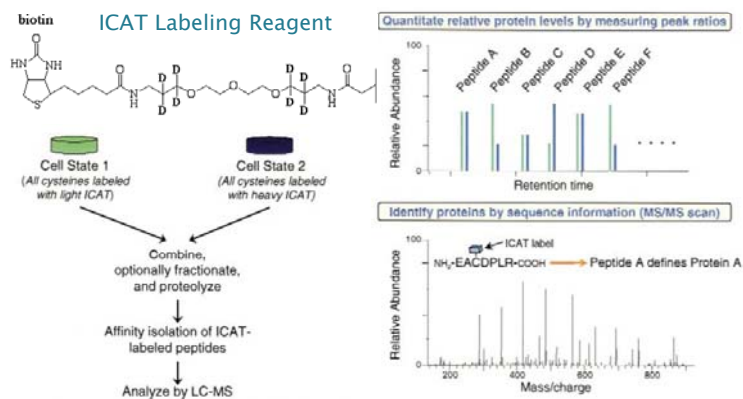 biotin
ICAT Labeling Reagent
O
HN NH
S
O
N
H
D D
D D
O
O
O
D D
D D
H
N
O
I
Cell State 1
(All cysteines labeled
with light ICAT)
Cell State 2
(All cysteines labeled
with heavy ICAT)
Combine,
optionally fractionate,
and proteolyze
Affinity isolation of ICAT-
labeled peptides
Analyze by LC-MS
Quantitate relative protein levels by measuring peak ratios
100
0
Relative Abundance
Peptide A
Peptide B
Peptide C
Peptide D
Peptide E
Peptide F
Retention time
Identify proteins by sequence information (MS/MS scan)
100
0
Relative Abundance
ICAT label
NH₂-EACDPLR-COOH
Peptide A defines Protein A
200 400 600 800
Mass/charge